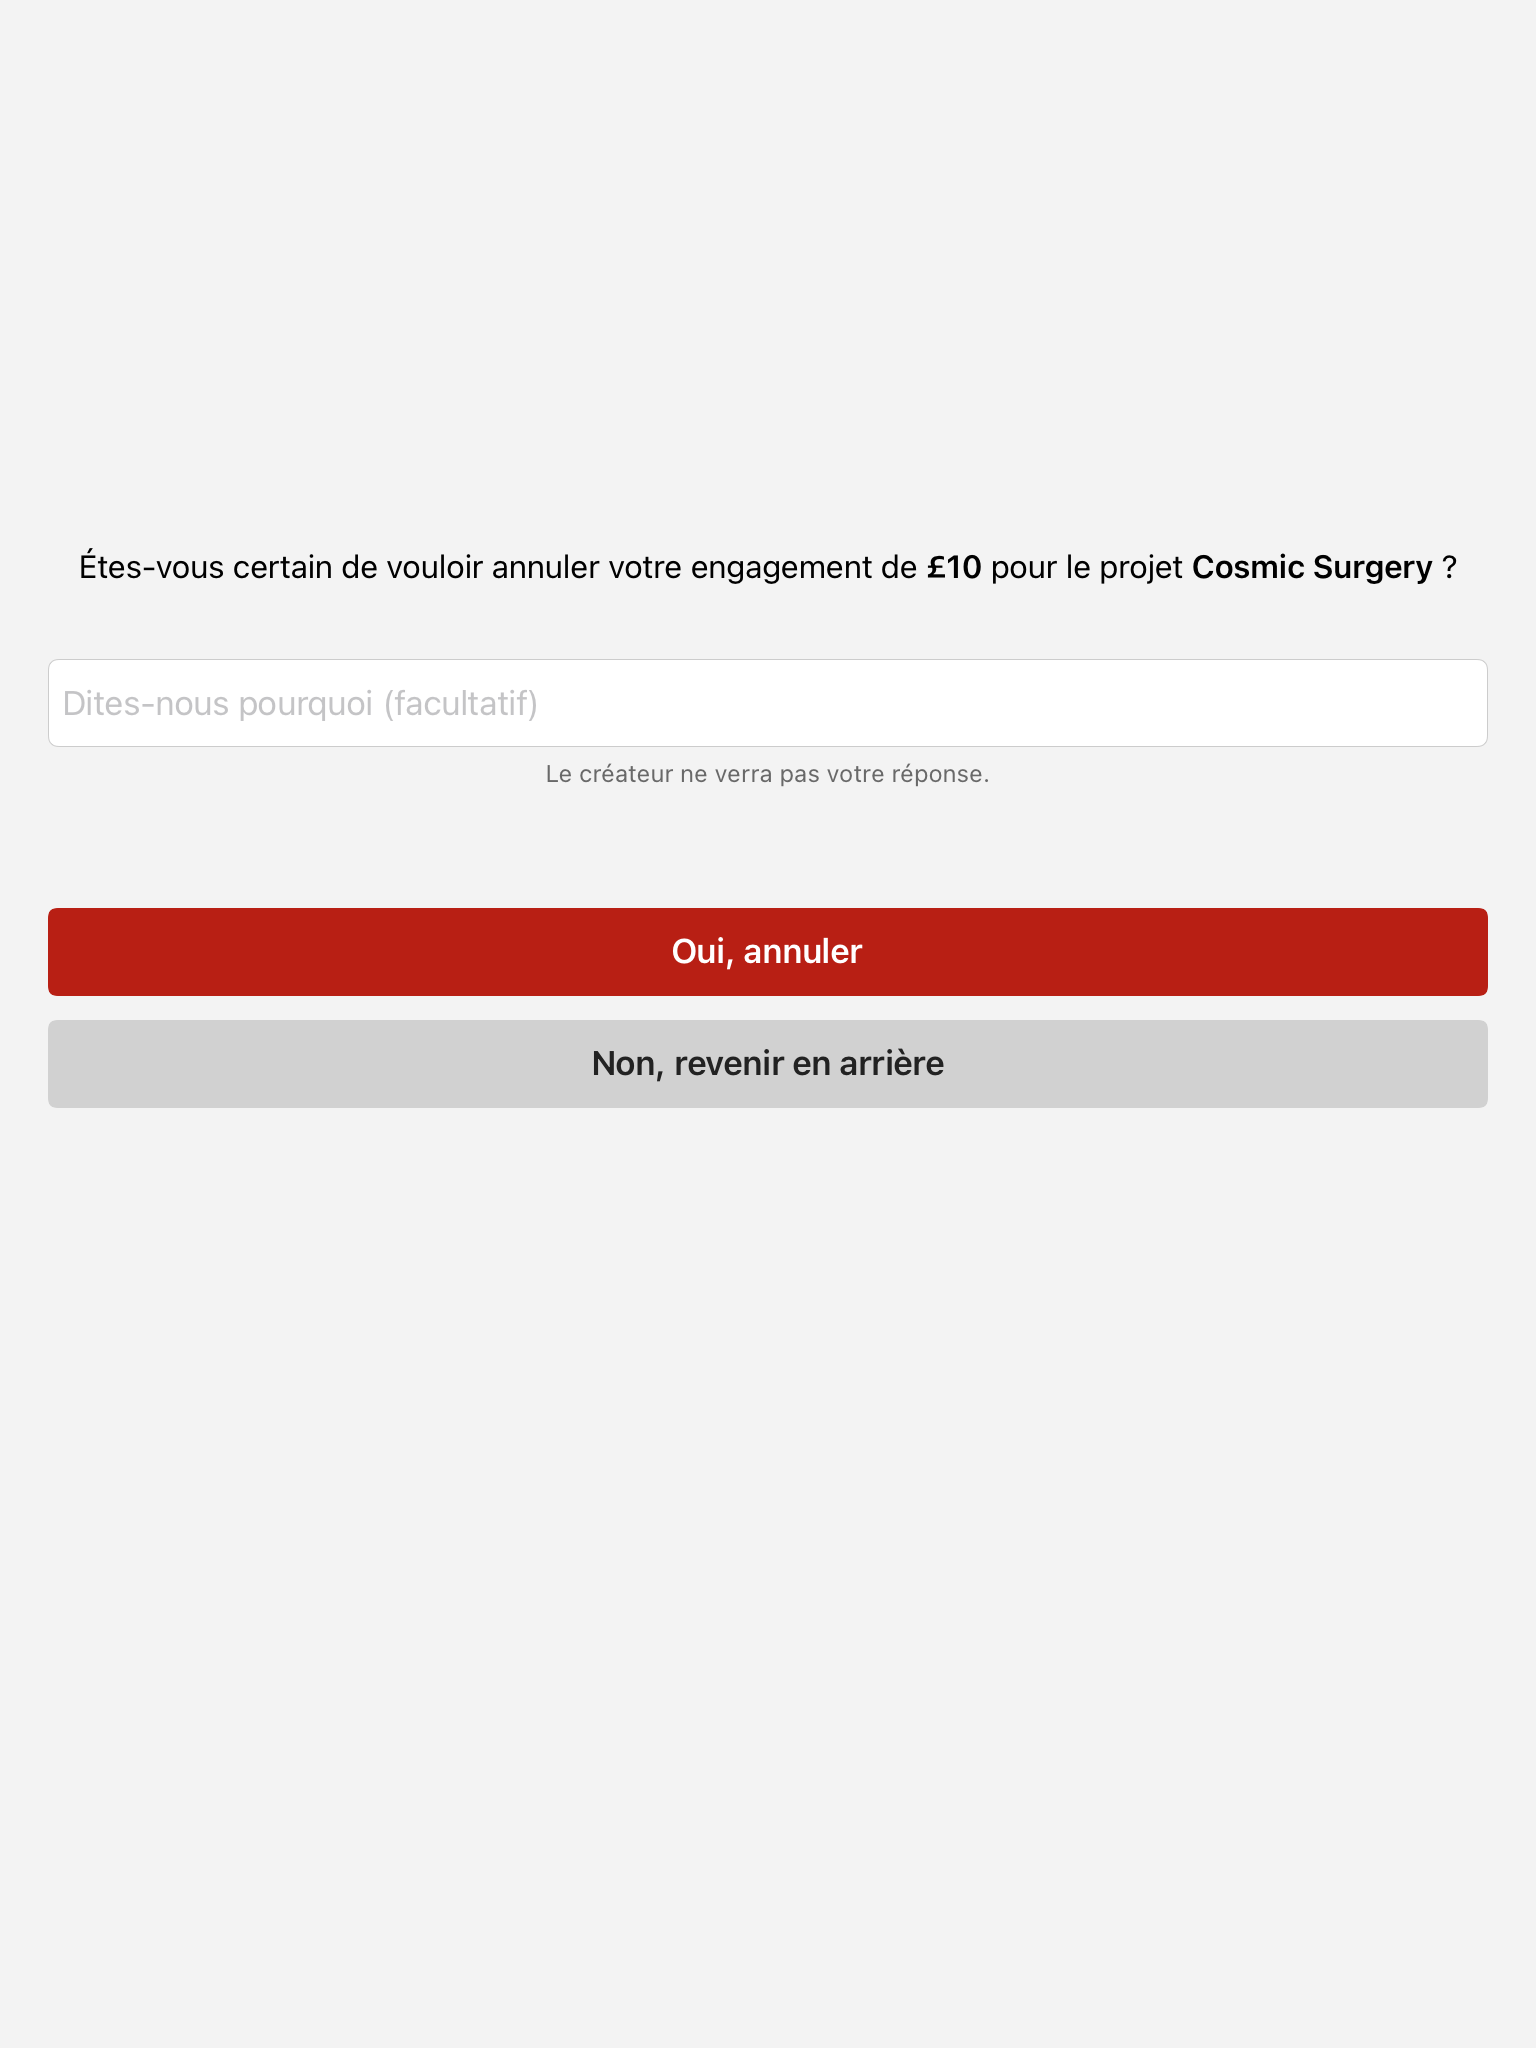 Étes-vous certain de vouloir annuler votre engagement de £10 pour le projet Cosmic Surgery ?
Dites-nous pourquoi (facultatif)
Le créateur ne verra pas votre réponse.
Oui, annuler
Non, revenir en arrière